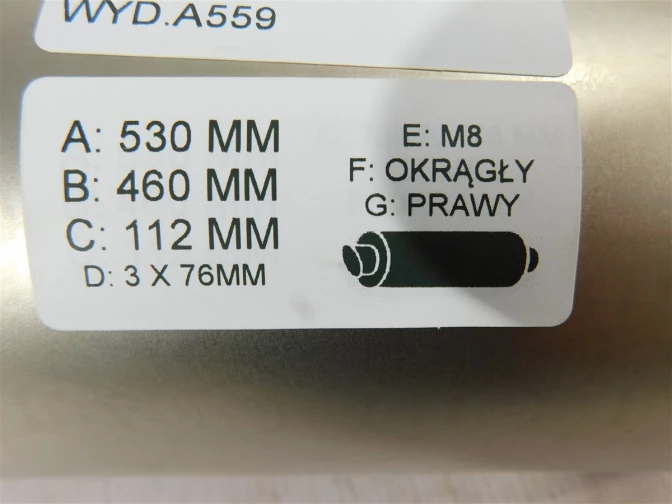 WYD.A559
A: 530 MM
B: 460 MM
C: 112 MM
D: 3 X 76MM
E: M8
F: OKRĄGŁY
G: PRAWY